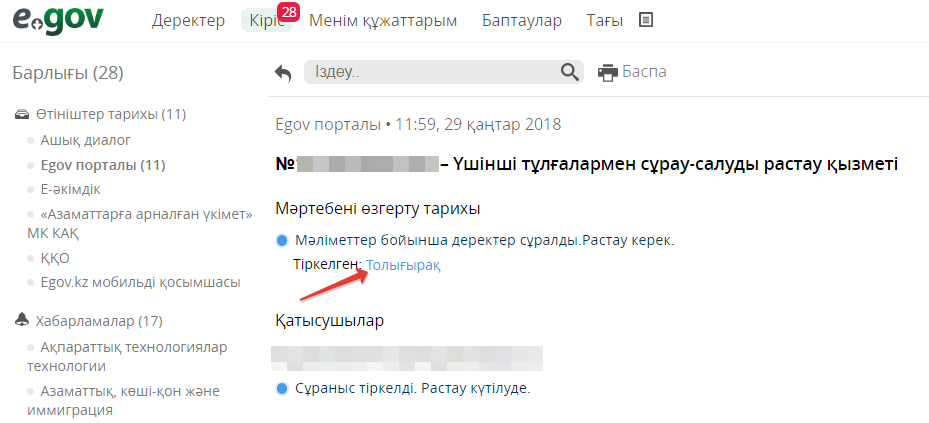 egov
Деректер
Кіріс
28
Менім құжаттарым
Баптаулар
Тағы
Барлығы (28)
Іздеу..
Баспа
Өтініштер тарихы (11)
Ашық диалог
Egov порталы (11)
Е-әкімдік
«Азаматтарға арналған үкімет»
МК КАҚ
ҚҚО
Egov.kz мобильді қосымшасы
Хабарламалар (17)
Ақпараттық технологиялар
технологии
Азаматтық, көші-қон және
иммиграция
Egov порталы • 11:59, 29 қаңтар 2018
№ – Үшінші тұлғалармен сұрау-салуды растау қызметі
Мәртебені өзгерту тарихы
Мәліметтер бойынша деректер сұралды.Растау керек.
Тіркелген: Толығырақ
Қатысушылар
Сұраныс тіркелді. Растау күтілуде.